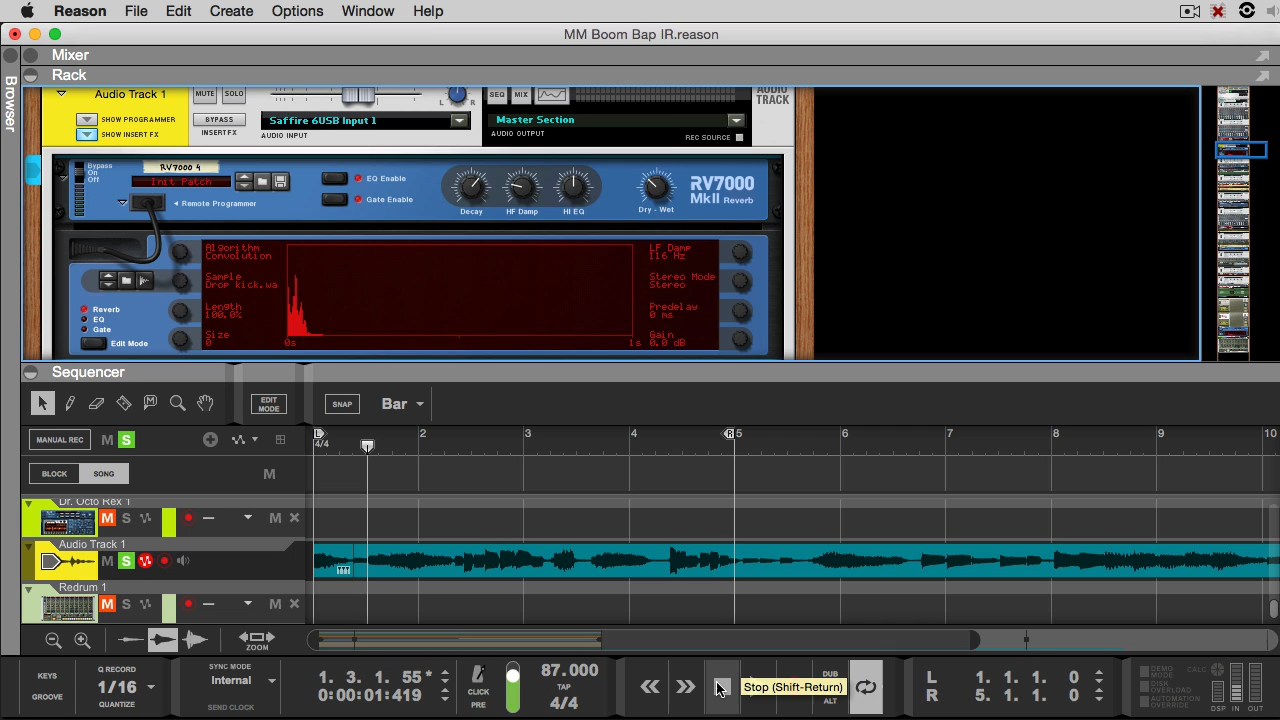 Reason File Edit Create Options Window Help
MM Boom Bap IR.reason
Browser
Mixer
Rack
Audio Track 1
MUTE SOLO
L R
SEQ MIX
AUDIO TRACK
SHOW PROGRAMMER
SHOW INSERT FX
BYPASS
INSERT FX
Saffire 6USB Input 1
AUDIO INPUT
Master Section
AUDIO OUTPUT
REC SOURCE
Bypass
On
Off
RV7000 4
Init Patch
Remote Programmer
EQ Enable
Gate Enable
Decay HF Damp HI EQ
Dry - Wet
RV7000
MkII Reverb
Algorithm
Convolution
Sample
Drop kick.wa
Length
100.0%
Size
0
0s 1s
LF Damp
116 Hz
Stereo Mode
Stereo
Predelay
0 ms
Gain
0.0 dB
Reverb
EQ
Gate
Edit Mode
Sequencer
EDIT MODE
SNAP
Bar
MANUAL REC M S
L 4/4 2 3 4 R 5 6 7 8 9 10
BLOCK SONG M
Dr. Octo Rex 1
M S M
Audio Track 1
M S
Redrum 1
M S M
ZOOM
KEYS
GROOVE
Q RECORD
1/16
QUANTIZE
SYNC MODE
Internal
SEND CLOCK
1. 3. 1. 55 *
0:00:01:419
CLICK
PRE
87.000
TAP
4/4
Stop (Shift-Return)
DUB
ALT
L 1. 1. 1. 0
R 5. 1. 1. 0
DEMO MODE
DISK OVERLOAD
AUTOMATION OVERRIDE
CALC
DSP IN OUT